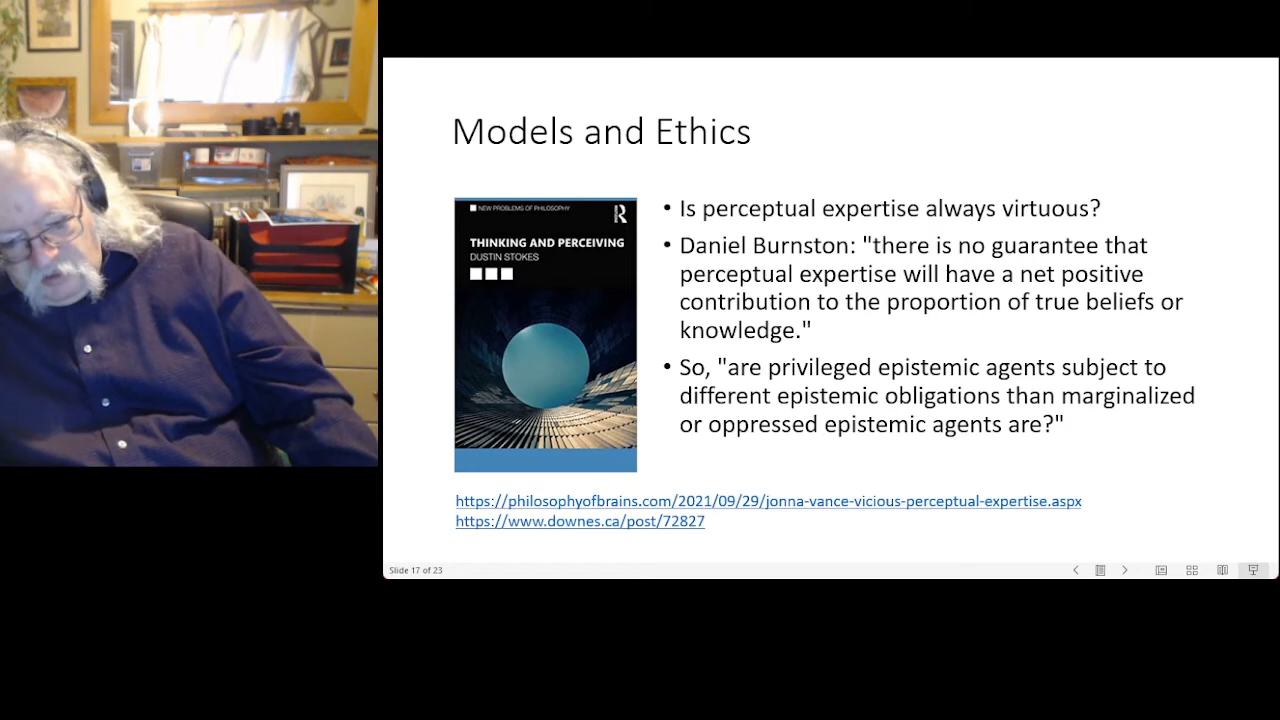 Models and Ethics
NEW PROBLEMS OF PHILOSOPHY
R
THINKING AND PERCEIVING
DUSTIN STOKES
• Is perceptual expertise always virtuous?
• Daniel Burnston: "there is no guarantee that
perceptual expertise will have a net positive
contribution to the proportion of true beliefs or
knowledge."
• So, "are privileged epistemic agents subject to
different epistemic obligations than marginalized
or oppressed epistemic agents are?"
https://philosophyofbrains.com/2021/09/29/jonna-vance-vicious-perceptual-expertise.aspx
https://www.downes.ca/post/72827
Slide 17 of 23